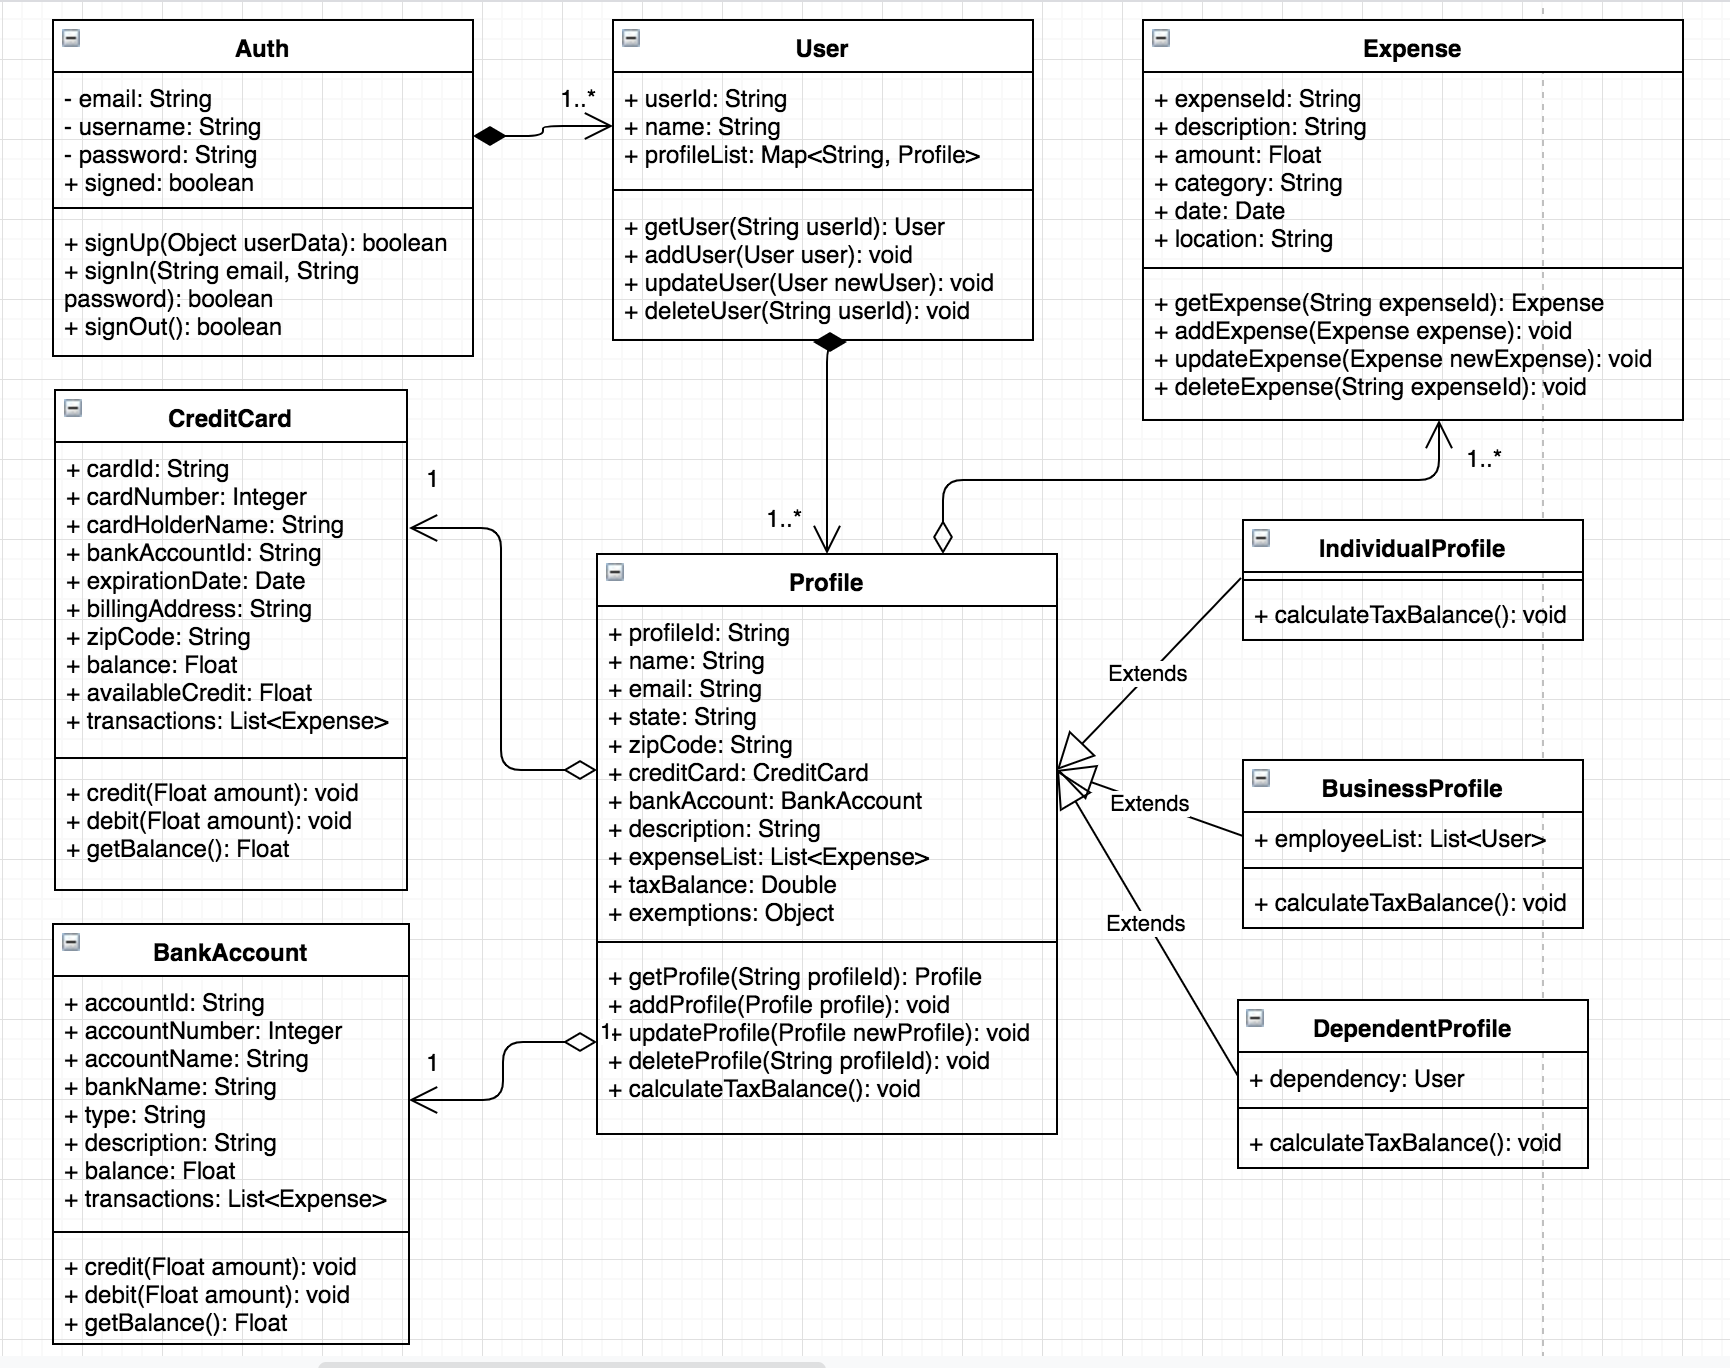 Auth
- email: String
- username: String
- password: String
+ signed: boolean
+ signUp(Object userData): boolean
+ signIn(String email, String
password): boolean
+ signOut(): boolean
1..*
User
+ userId: String
+ name: String
+ profileList: Map<String, Profile>
+ getUser(String userId): User
+ addUser(User user): void
+ updateUser(User newUser): void
+ deleteUser(String userId): void
Expense
+ expenseId: String
+ description: String
+ amount: Float
+ category: String
+ date: Date
+ location: String
+ getExpense(String expenseId): Expense
+ addExpense(Expense expense): void
+ updateExpense(Expense newExpense): void
+ deleteExpense(String expenseId): void
1..*
CreditCard
+ cardId: String
+ cardNumber: Integer
+ cardHolderName: String
+ bankAccountId: String
+ expirationDate: Date
+ billingAddress: String
+ zipCode: String
+ balance: Float
+ availableCredit: Float
+ transactions: List<Expense>
+ credit(Float amount): void
+ debit(Float amount): void
+ getBalance(): Float
1
1..*
Profile
+ profileId: String
+ name: String
+ email: String
+ state: String
+ zipCode: String
+ creditCard: CreditCard
+ bankAccount: BankAccount
+ description: String
+ expenseList: List<Expense>
+ taxBalance: Double
+ exemptions: Object
+ getProfile(String profileId): Profile
+ addProfile(Profile profile): void
1
+ updateProfile(Profile newProfile): void
+ deleteProfile(String profileId): void
+ calculateTaxBalance(): void
IndividualProfile
+ calculateTaxBalance(): void
Extends
BusinessProfile
+ employeeList: List<User>
+ calculateTaxBalance(): void
Extends
Extends
DependentProfile
+ dependency: User
+ calculateTaxBalance(): void
BankAccount
+ accountId: String
+ accountNumber: Integer
+ accountName: String
+ bankName: String
+ type: String
+ description: String
+ balance: Float
+ transactions: List<Expense>
+ credit(Float amount): void
+ debit(Float amount): void
+ getBalance(): Float
1